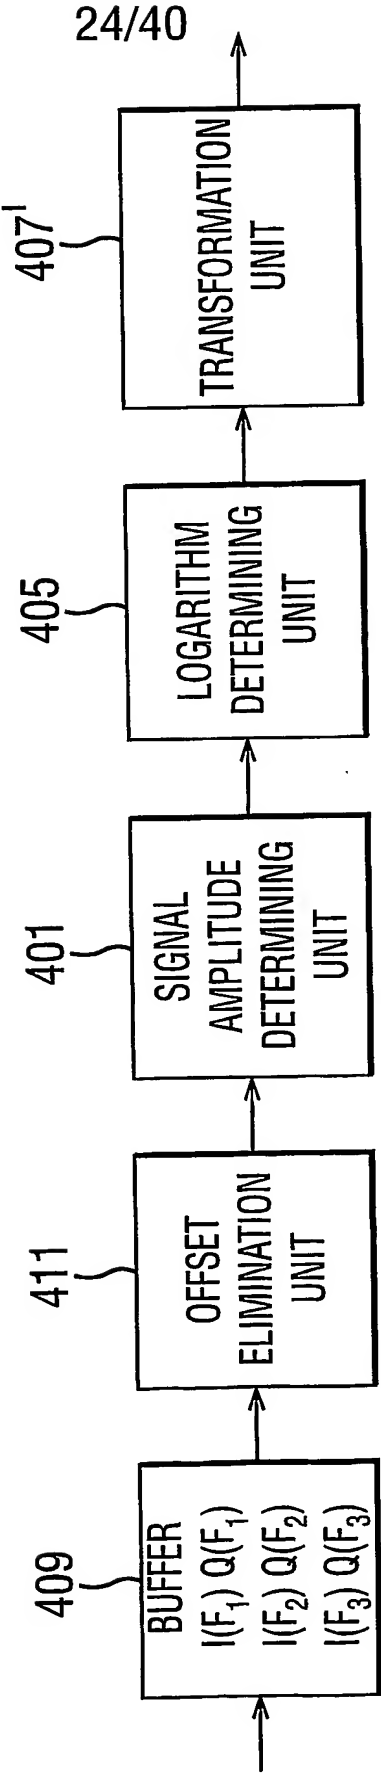 24/40
409
BUFFER
I(F₁) Q(F₁)
I(F₂) Q(F₂)
I(F₃) Q(F₃)
411
OFFSET
ELIMINATION
UNIT
401
SIGNAL
AMPLITUDE
DETERMINING
UNIT
405
LOGARITHM
DETERMINING
UNIT
407ᴵ
TRANSFORMATION
UNIT